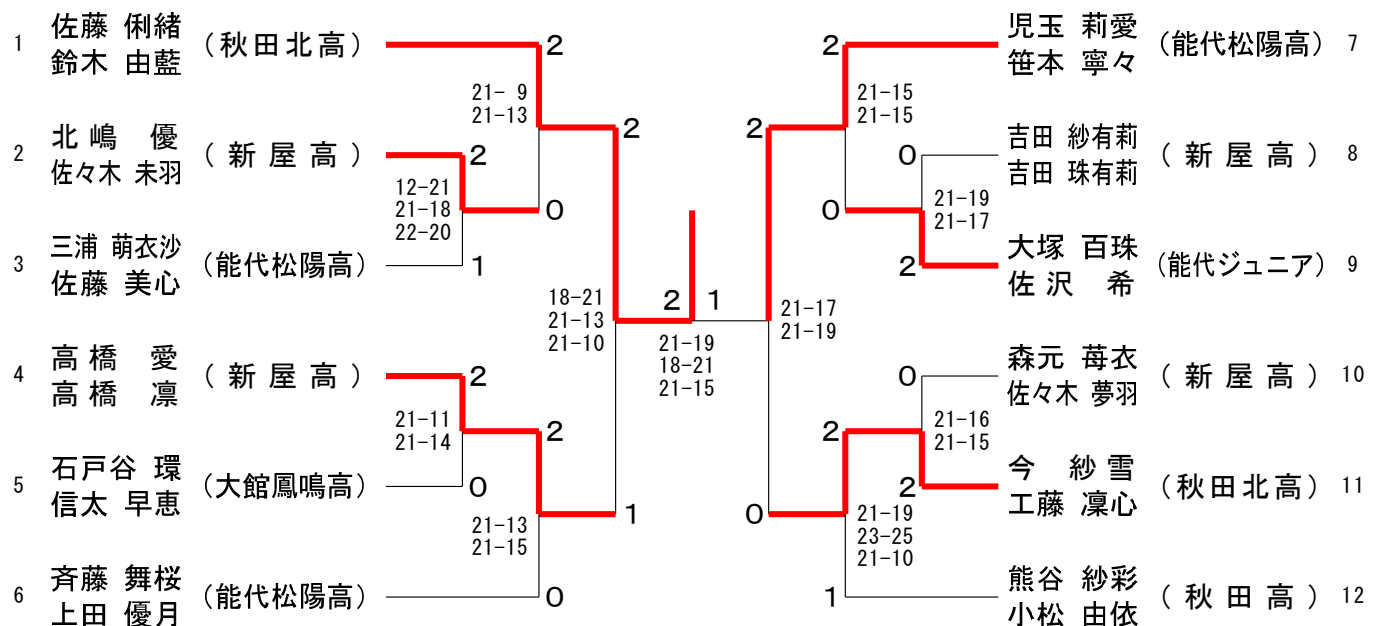 1 佐藤 俐緒 鈴木 由藍 (秋田北高) 2
21- 9
21-13
2
2 北嶋 優 佐々木 未羽 (新屋高) 2
12-21
21-18
22-20
0
3 三浦 萌衣沙 佐藤 美心 (能代松陽高) 1
18-21
21-13
21-10
4 高橋 愛 高橋 凛 (新屋高) 2
21-11
21-14
2
5 石戸谷 環 信太 早恵 (大館鳳鳴高) 0
21-13
21-15
1
6 斉藤 舞桜 上田 優月 (能代松陽高) 0
2 1
21-19
18-21
21-15
2 児玉 莉愛 笹本 寧々 (能代松陽高) 7
21-15
21-15
2
0 吉田 紗有莉 吉田 珠有莉 (新屋高) 8
21-19
21-17
0
2 大塚 百珠 佐沢 希 (能代ジュニア) 9
21-17
21-19
0 森元 苺衣 佐々木 夢羽 (新屋高) 10
21-16
21-15
2
2 今 紗雪 工藤 凜心 (秋田北高) 11
21-19
23-25
21-10
0
1 熊谷 紗彩 小松 由依 (秋田高) 12